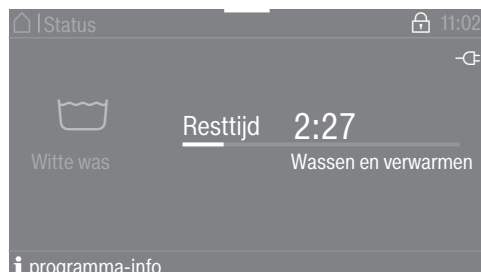 | Status 11:02
Resttijd 2:27
Witte was
Wassen en verwarmen
i programma-info